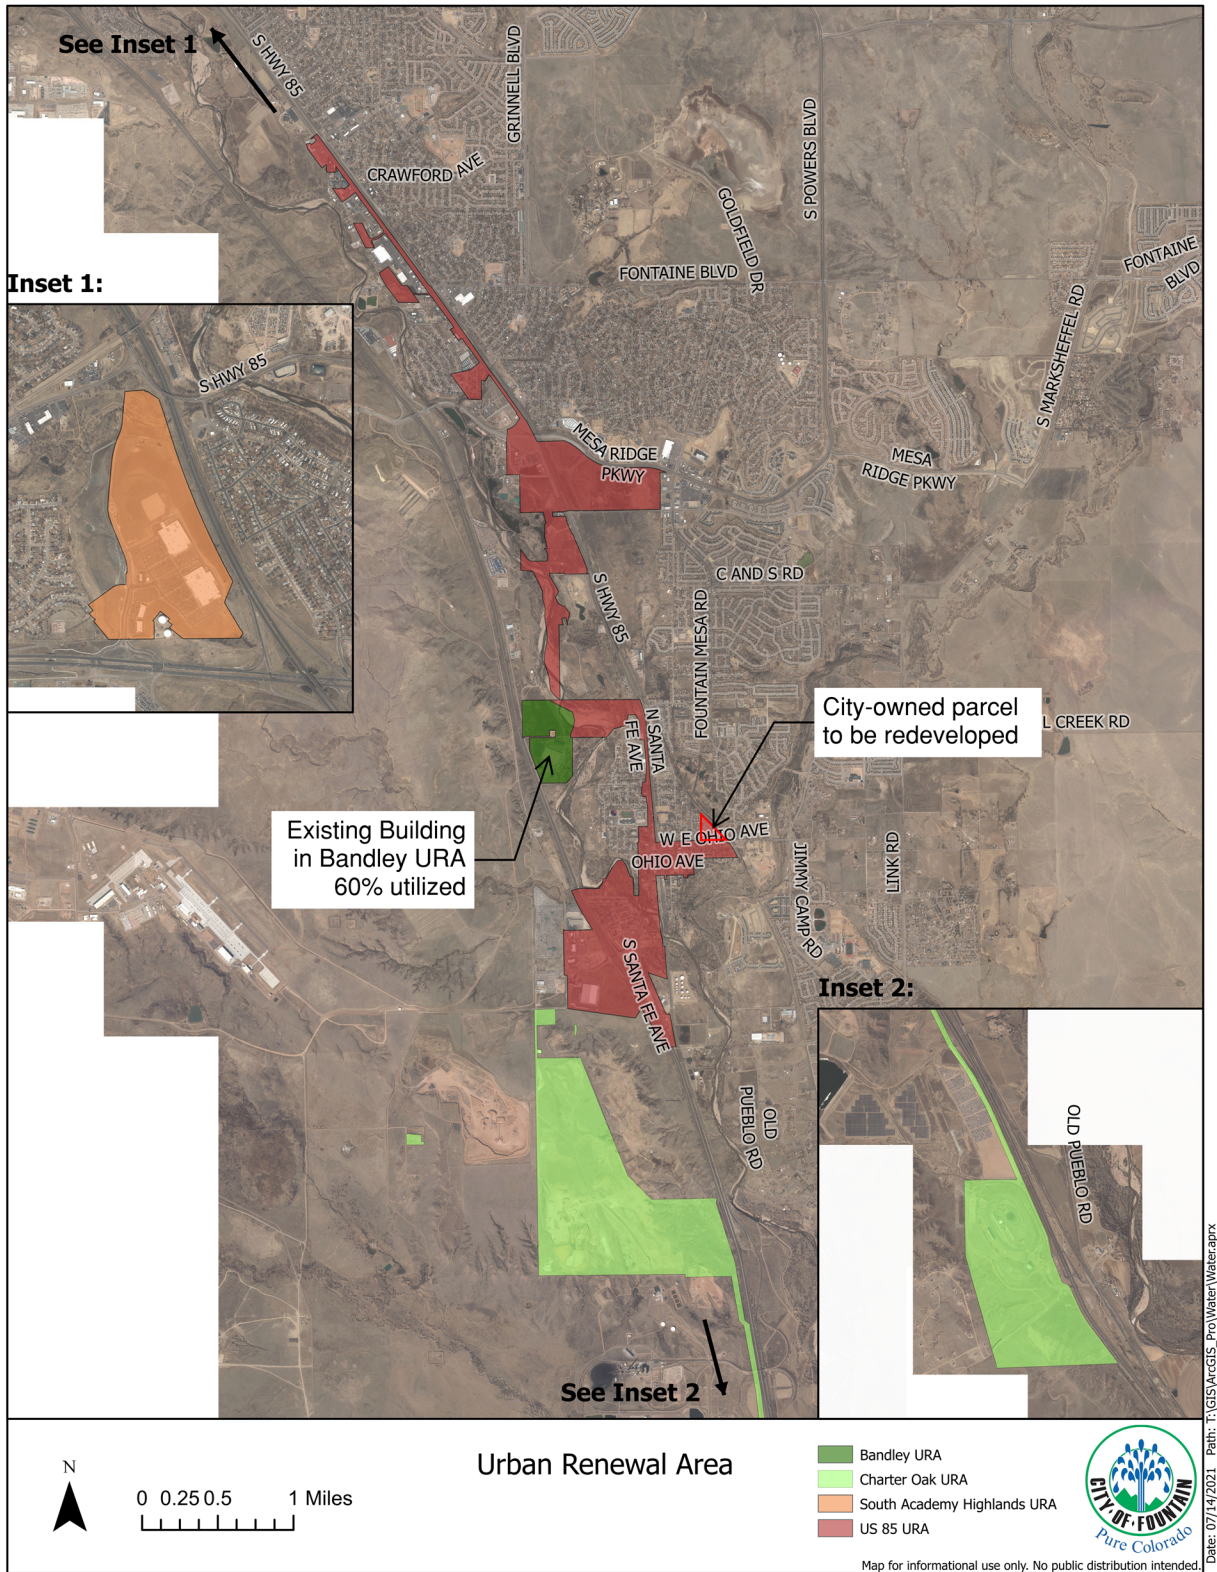 See Inset 1
S HWY 85
GRINNELL BLVD
CRAWFORD AVE
S POWERS BLVD
GOLDFIELD DR
FONTAINE BLVD
FONTAINE
BLVD
S MARKSHEFFEL RD
Inset 1:
S HWY 85
MESA RIDGE
PKWY
MESA
RIDGE PKWY
C AND S RD
S HWY 85
FOUNTAIN MESA RD
N SANTA
FE AVE
City-owned parcel
to be redeveloped
L CREEK RD
Existing Building
in Bandley URA
60% utilized
W E OHIO AVE
OHIO AVE
JIMMY CAMP RD
LINK RD
S SANTA FE AVE
Inset 2:
OLD
PUEBLO RD
OLD PUEBLO RD
See Inset 2
N
0 0.25 0.5 1 Miles
Urban Renewal Area
Bandley URA
Charter Oak URA
South Academy Highlands URA
US 85 URA
CITY·OF·FOUNTAIN
Pure Colorado
Map for informational use only. No public distribution intended.
Date: 07/14/2021 Path: T:\GIS\ArcGIS_Pro\Water\Water.aprx